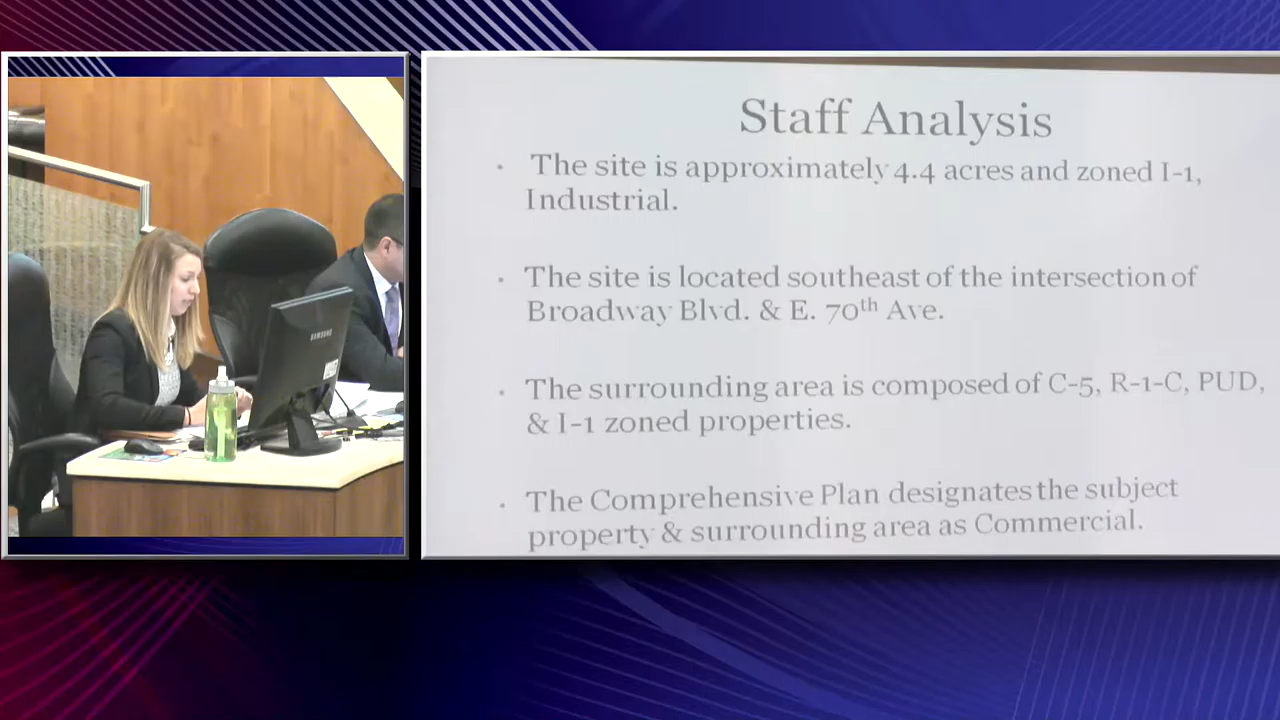 Staff Analysis
• The site is approximately 4.4 acres and zoned I-1,
Industrial.
• The site is located southeast of the intersection of
Broadway Blvd. & E. 70th Ave.
• The surrounding area is composed of C-5, R-1-C, PUD,
& I-1 zoned properties.
• The Comprehensive Plan designates the subject
property & surrounding area as Commercial.
SAMSUNG